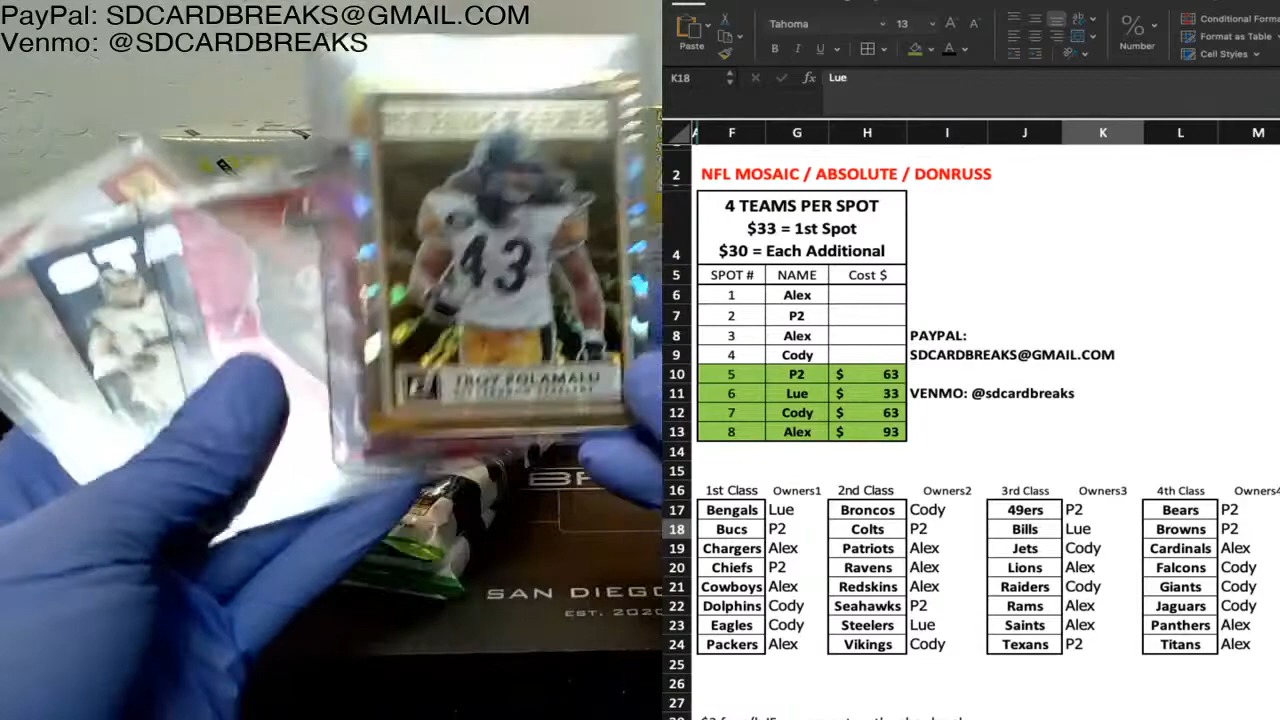 PayPal: SDCARDBREAKS@GMAIL.COM
Venmo: @SDCARDBREAKS
43
TROY POLAMALU
SAN DIEGO
EST. 2020
Paste
Tahoma 13
Number
Conditional Forma
Format as Table
Cell Styles
K18 fx Lue
F G H I J K L M
2 NFL MOSAIC / ABSOLUTE / DONRUSS
4 TEAMS PER SPOT
$33 = 1st Spot
4 $30 = Each Additional
5 SPOT # NAME Cost $
6 1 Alex
7 2 P2
8 3 Alex PAYPAL:
9 4 Cody SDCARDBREAKS@GMAIL.COM
10 5 P2 $ 63
11 6 Lue $ 33 VENMO: @sdcardbreaks
12 7 Cody $ 63
13 8 Alex $ 93
14
15
16 1st Class Owners1 2nd Class Owners2 3rd Class Owners3 4th Class Owners4
17 Bengals Lue Broncos Cody 49ers P2 Bears P2
18 Bucs P2 Colts P2 Bills Lue Browns P2
19 Chargers Alex Patriots Alex Jets Cody Cardinals Alex
20 Chiefs P2 Ravens Alex Lions Alex Falcons Cody
21 Cowboys Alex Redskins Alex Raiders Cody Giants Cody
22 Dolphins Cody Seahawks P2 Rams Alex Jaguars Cody
23 Eagles Cody Steelers Lue Saints Alex Panthers Alex
24 Packers Alex Vikings Cody Texans P2 Titans Alex
25
26
27